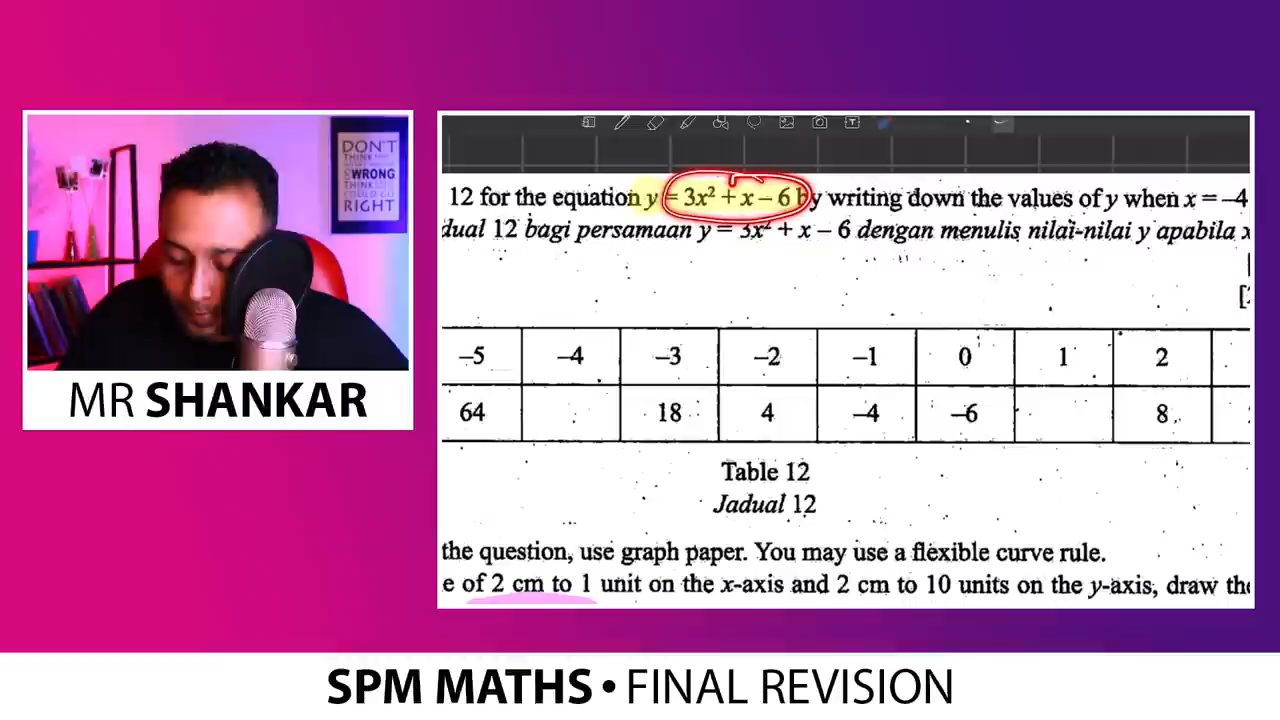 DON'T
THINK
WRONG
THINK
RIGHT
MR SHANKAR
12 for the equation y = 3x² + x – 6 by writing down the values of y when x = –4
dual 12 bagi persamaan y = 3x² + x – 6 dengan menulis nilai-nilai y apabila x
–5 –4 –3 –2 –1 0 1 2
64 18 4 –4 –6 8
Table 12
Jadual 12
the question, use graph paper. You may use a flexible curve rule.
e of 2 cm to 1 unit on the x-axis and 2 cm to 10 units on the y-axis, draw the
SPM MATHS • FINAL REVISION